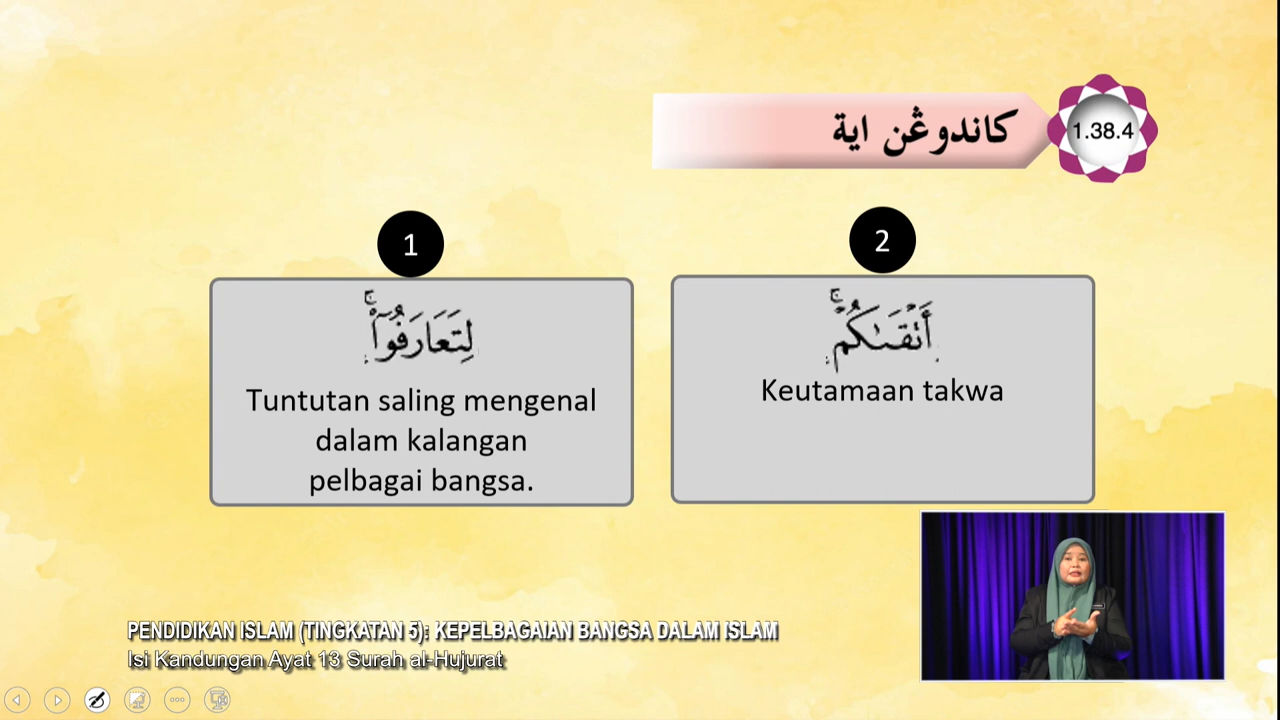 كاندوڠن اية
1.38.4
1
2
لِتَعَارَفُوٓا۟ ۚ
Tuntutan saling mengenal
dalam kalangan
pelbagai bangsa.
أَتْقَىٰكُمْ ۚ
Keutamaan takwa
PENDIDIKAN ISLAM (TINGKATAN 5): KEPELBAGAIAN BANGSA DALAM ISLAM
Isi Kandungan Ayat 13 Surah al-Hujurat